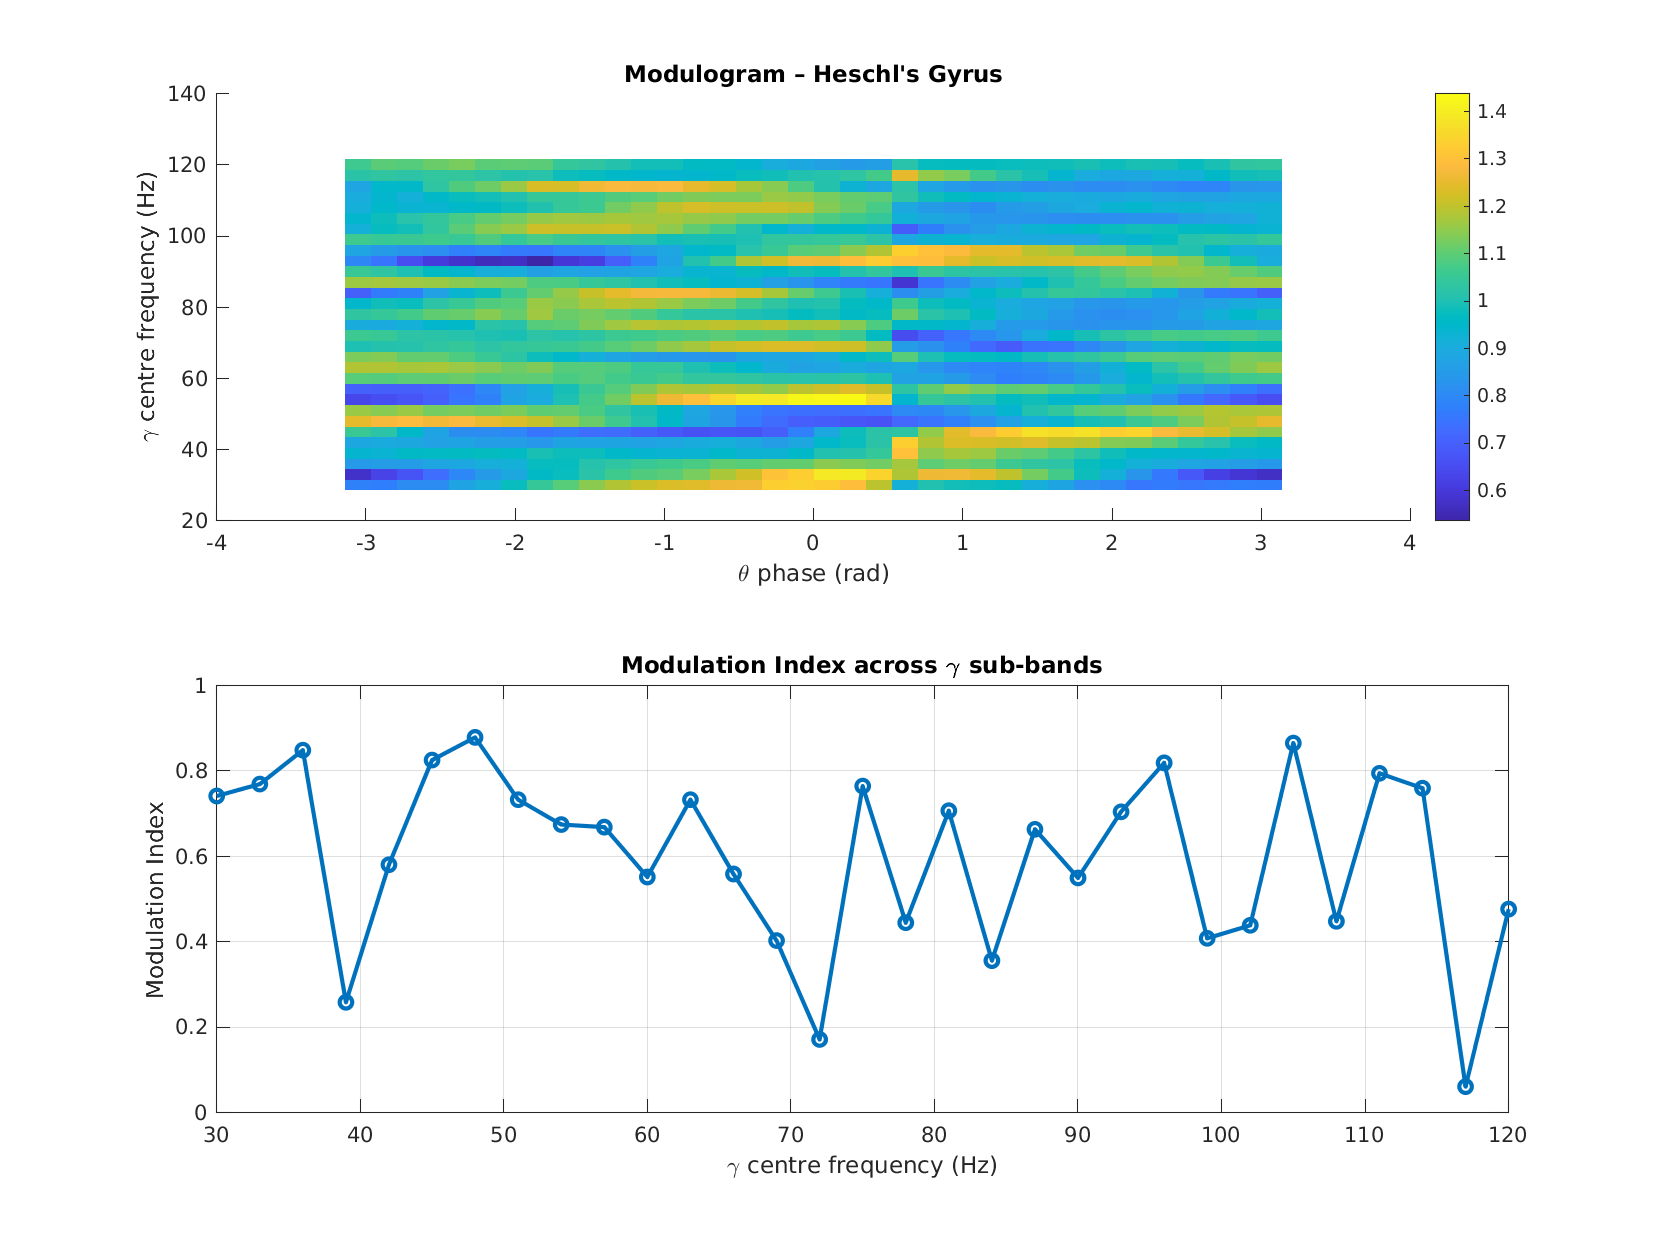 Modulogram – Heschl's Gyrus
140
120
100
80
60
40
20
γ centre frequency (Hz)
-4 -3 -2 -1 0 1 2 3 4
θ phase (rad)
1.4
1.3
1.2
1.1
1
0.9
0.8
0.7
0.6
Modulation Index across γ sub-bands
1
0.8
0.6
0.4
0.2
0
Modulation Index
30 40 50 60 70 80 90 100 110 120
γ centre frequency (Hz)